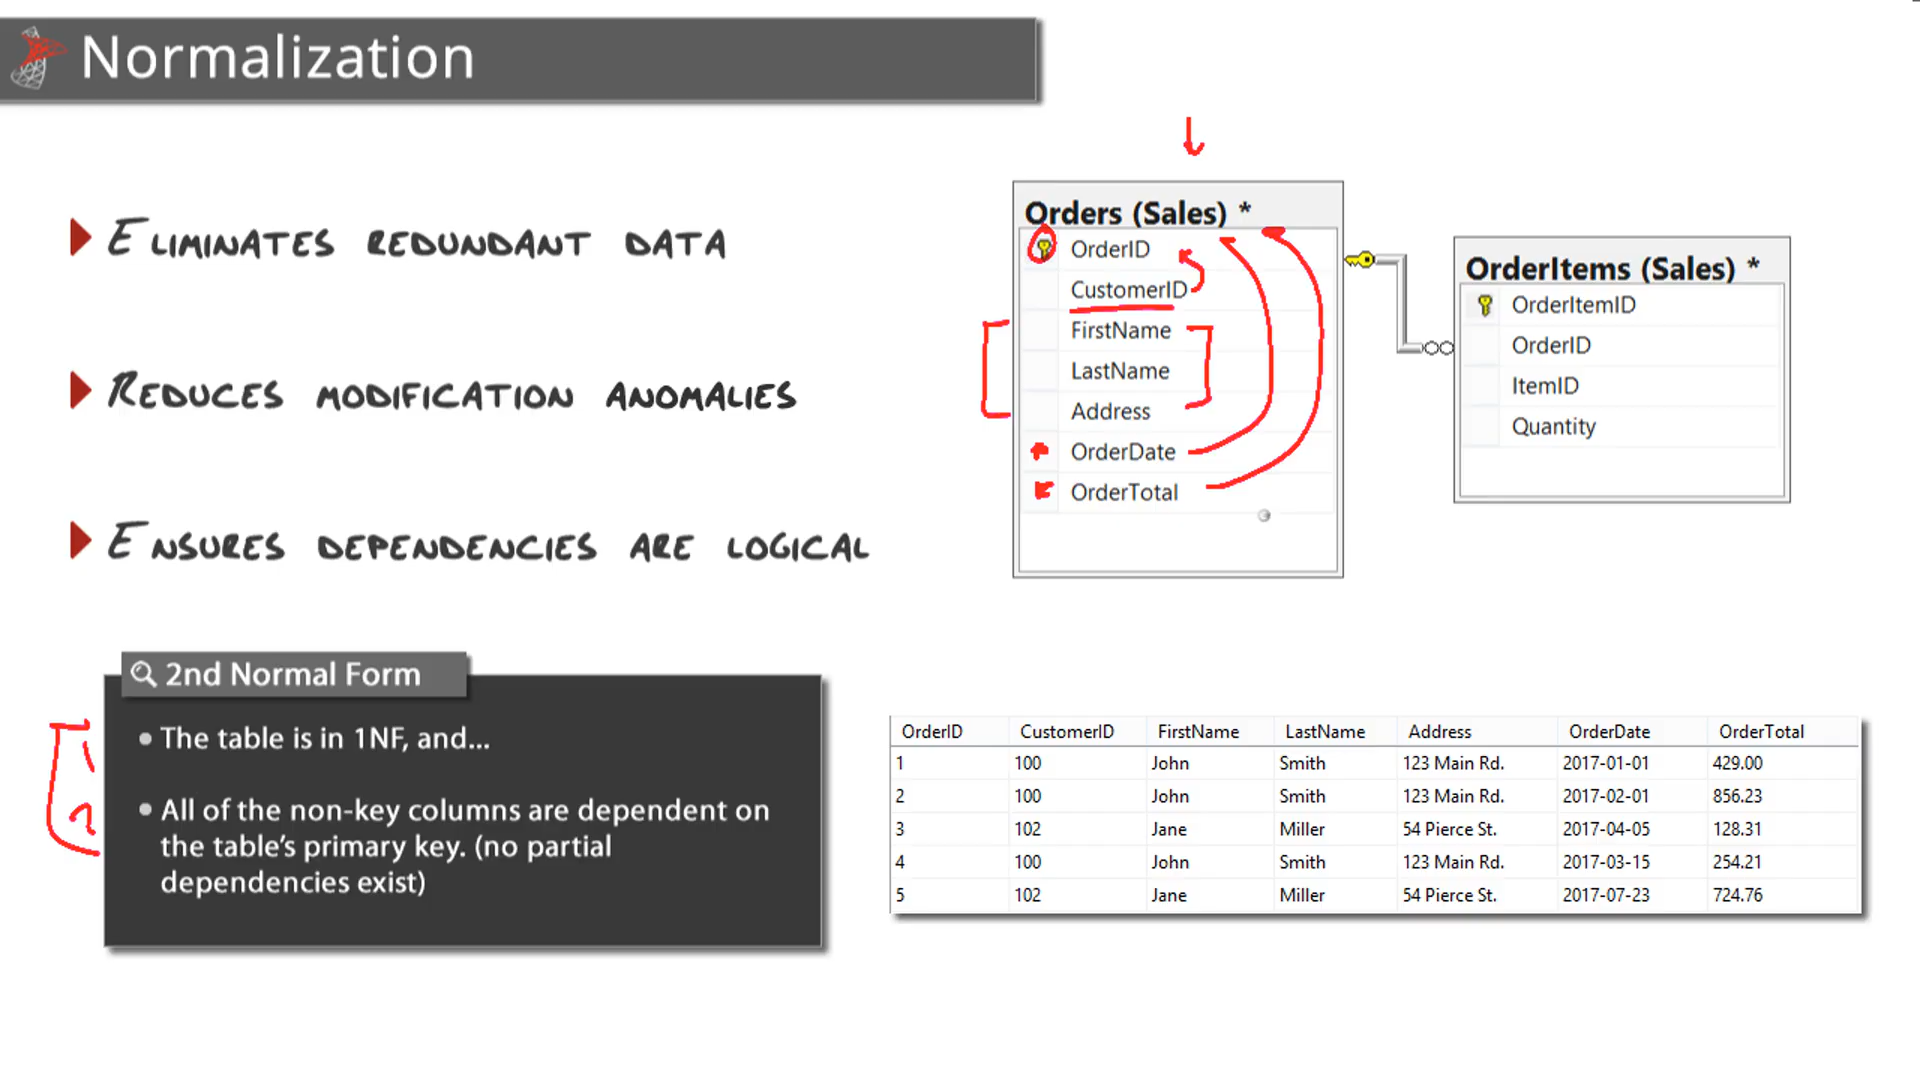 Normalization
ELIMINATES REDUNDANT DATA
REDUCES MODIFICATION ANOMALIES
ENSURES DEPENDENCIES ARE LOGICAL
Orders (Sales) *
OrderID
CustomerID
FirstName
LastName
Address
OrderDate
OrderTotal
OrderItems (Sales) *
OrderItemID
OrderID
ItemID
Quantity
2nd Normal Form
• The table is in 1NF, and...
• All of the non-key columns are dependent on
the table's primary key. (no partial
dependencies exist)
1
2
OrderID CustomerID FirstName LastName Address OrderDate OrderTotal
1 100 John Smith 123 Main Rd. 2017-01-01 429.00
2 100 John Smith 123 Main Rd. 2017-02-01 856.23
3 102 Jane Miller 54 Pierce St. 2017-04-05 128.31
4 100 John Smith 123 Main Rd. 2017-03-15 254.21
5 102 Jane Miller 54 Pierce St. 2017-07-23 724.76